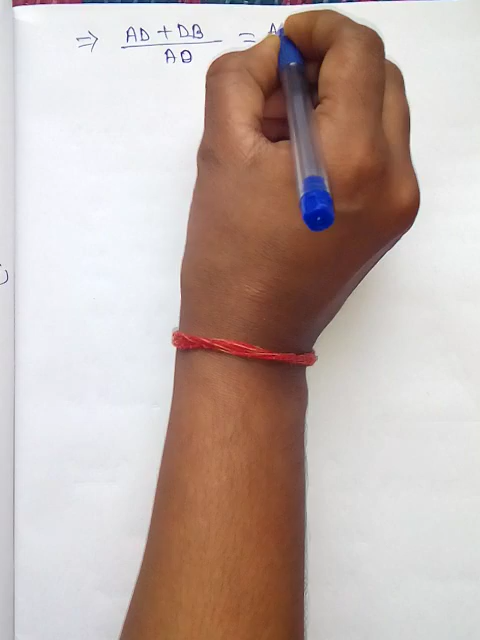 ⇒ AD + DB = A
AD